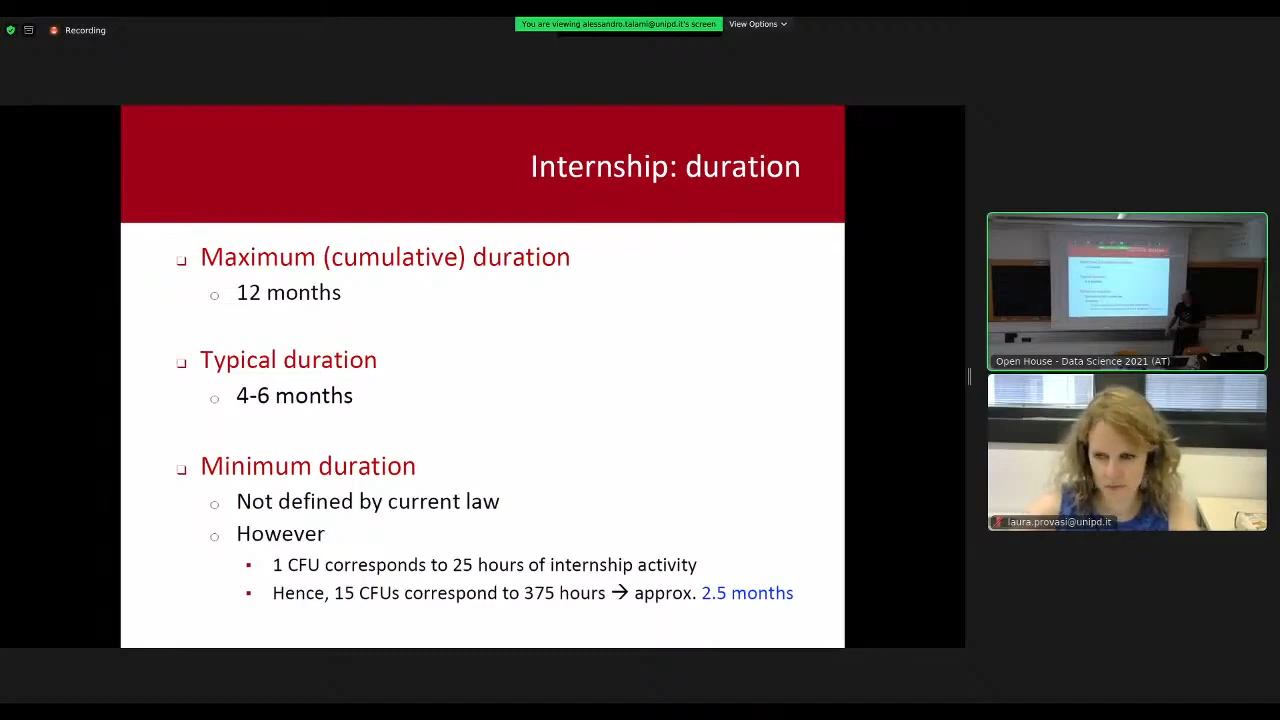 Recording
You are viewing alessandro.talami@unipd.it's screen
View Options
Internship: duration
Maximum (cumulative) duration
12 months
Typical duration
4-6 months
Minimum duration
Not defined by current law
However
1 CFU corresponds to 25 hours of internship activity
Hence, 15 CFUs correspond to 375 hours → approx. 2.5 months
Open House - Data Science 2021 (AT)
laura.provasi@unipd.it